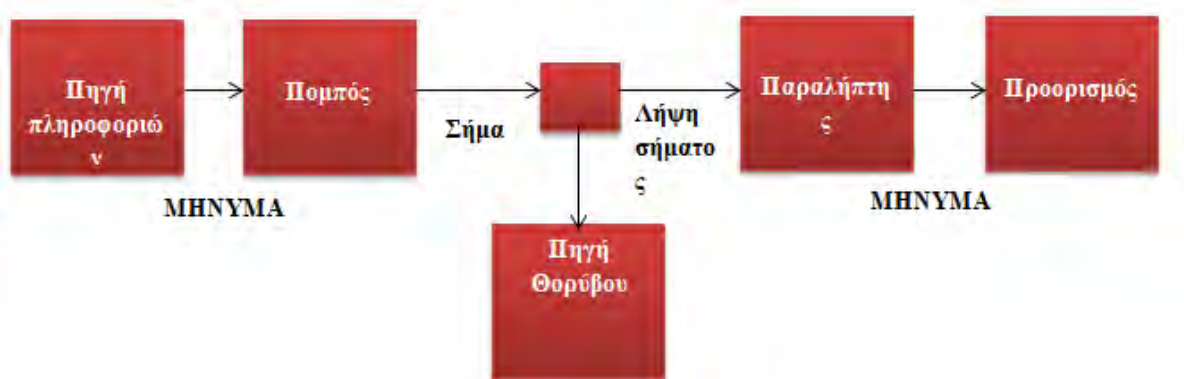 Πηγή
πληροφοριώ
ν
Πομπός
Σήμα
Λήψη
σήματο
ς
Παραλήπτη
ς
Προορισμός
ΜΗΝΥΜΑ
ΜΗΝΥΜΑ
Πηγή
Θορύβου